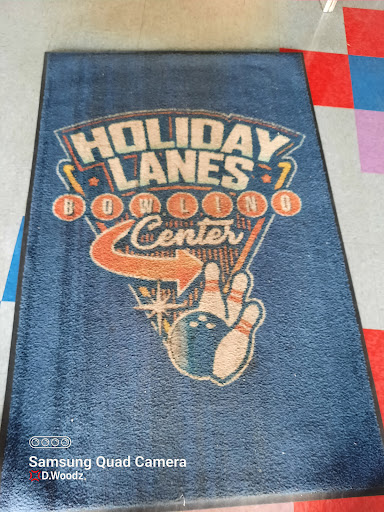 HOLIDAY
LANES
BOWLING
Center
Samsung Quad Camera
D.Woodz